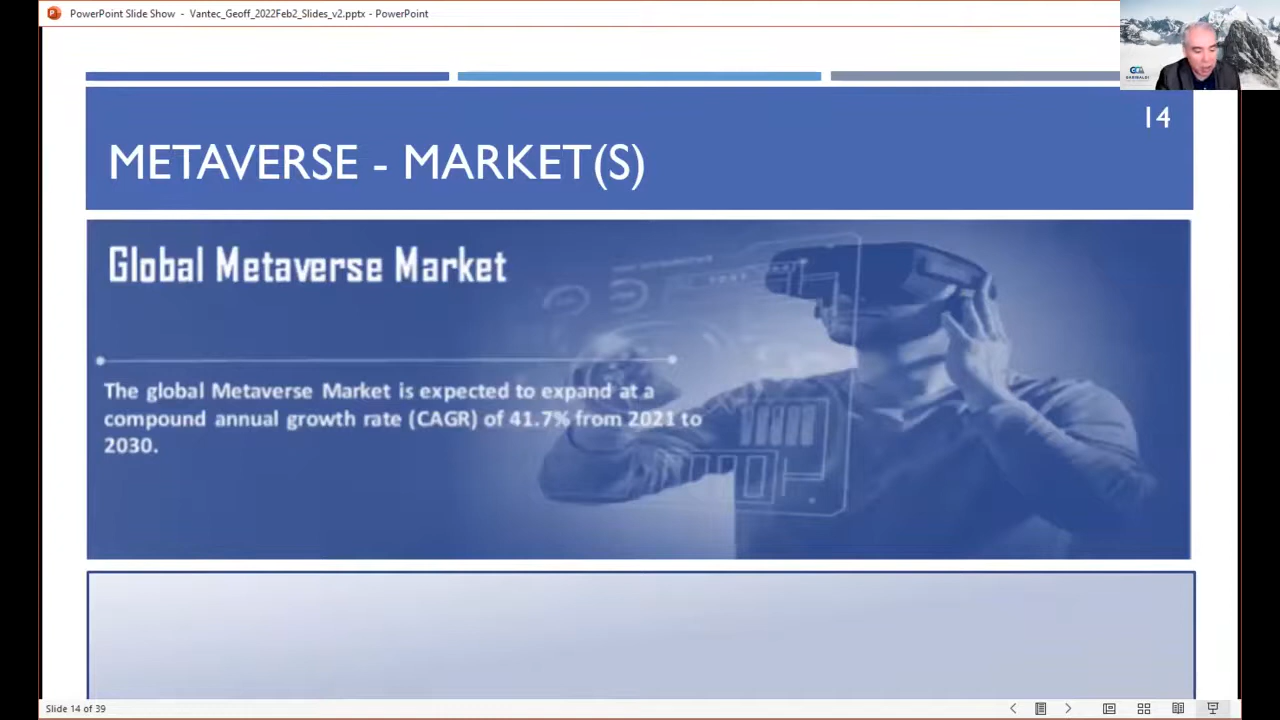 PowerPoint Slide Show - Vantec_Geoff_2022Feb2_Slides_v2.pptx - PowerPoint
14
METAVERSE - MARKET(S)
Global Metaverse Market
The global Metaverse Market is expected to expand at a
compound annual growth rate (CAGR) of 41.7% from 2021 to
2030.
Slide 14 of 39